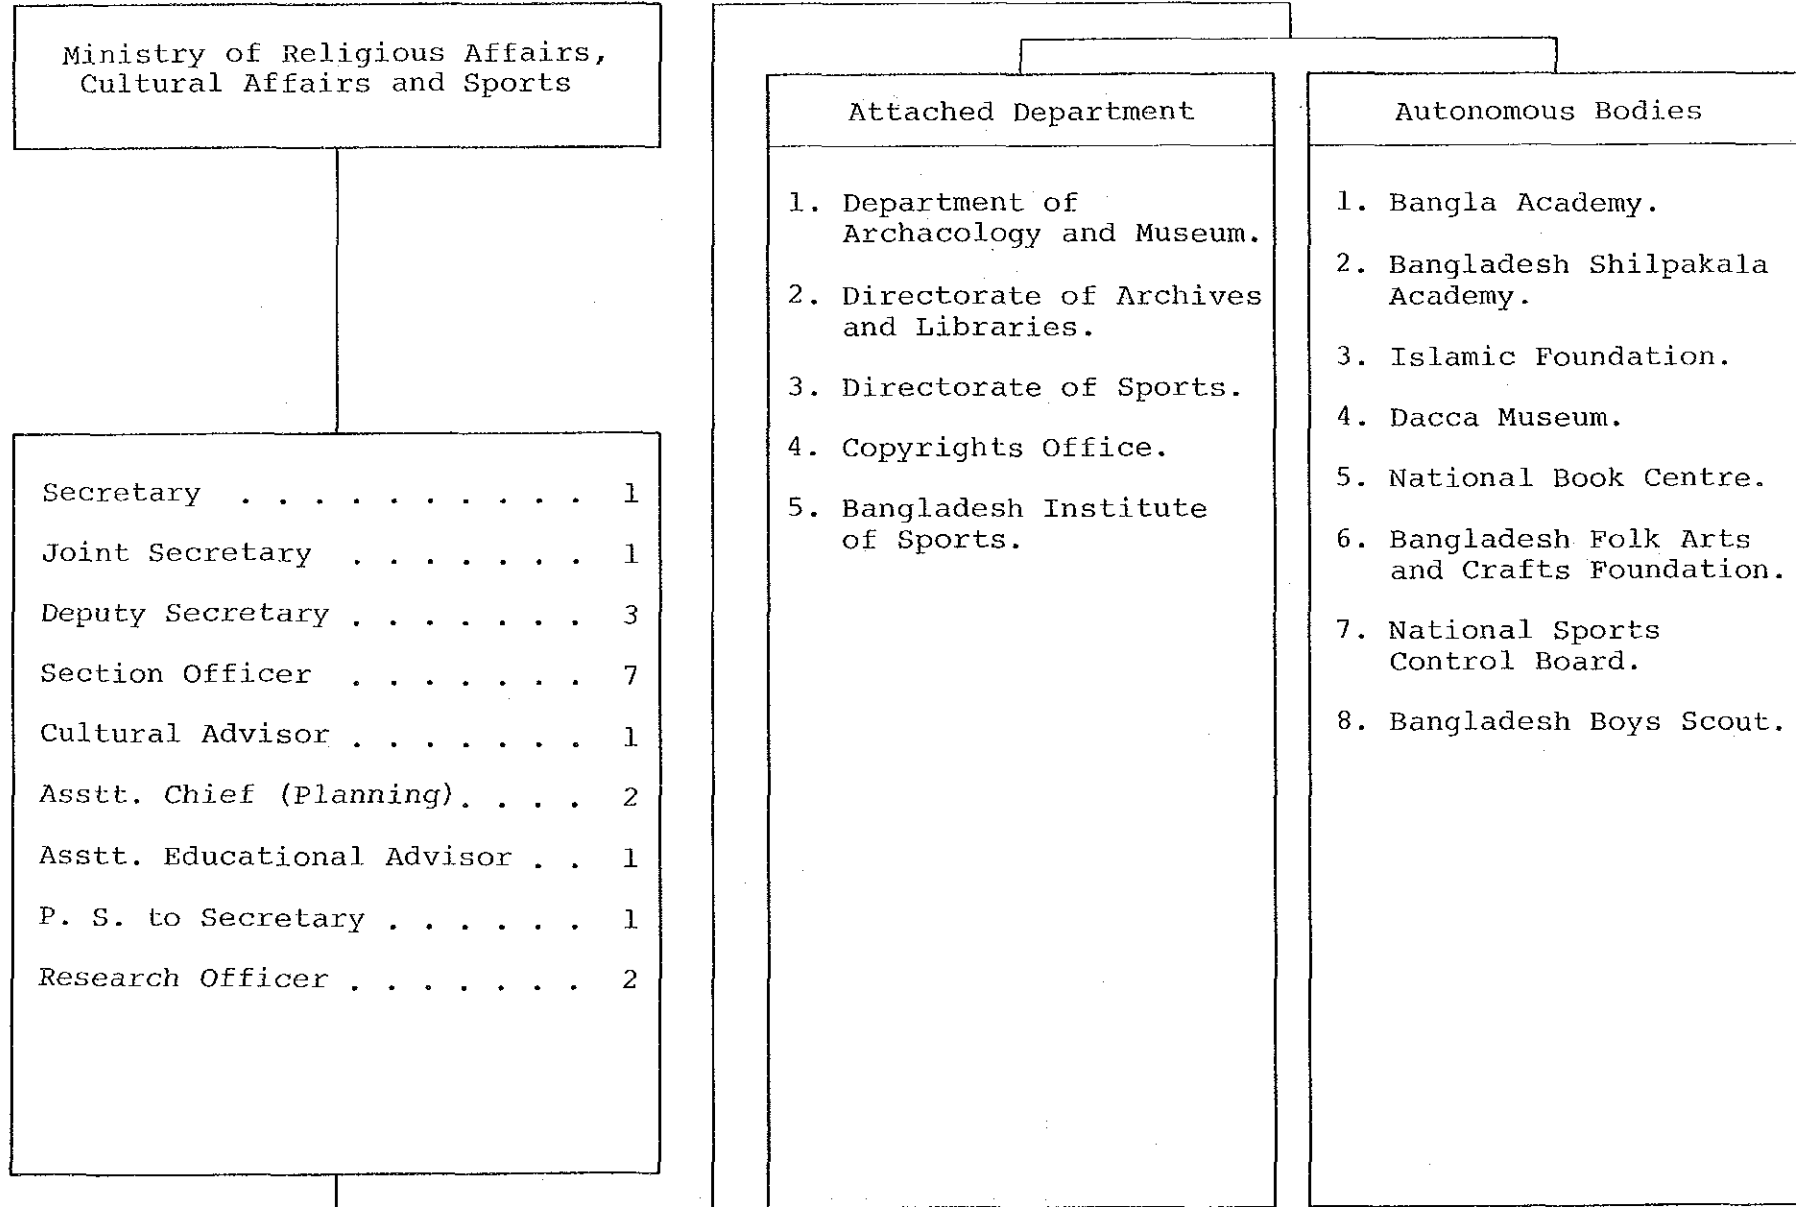 Ministry of Religious Affairs,
Cultural Affairs and Sports
Secretary . . . . . . . . . . 1
Joint Secretary . . . . . . . 1
Deputy Secretary . . . . . . . 3
Section Officer . . . . . . . 7
Cultural Advisor . . . . . . . 1
Asstt. Chief (Planning). . . . 2
Asstt. Educational Advisor . . 1
P. S. to Secretary . . . . . . 1
Research Officer . . . . . . . 2
Attached Department
1. Department of
Archacology and Museum.
2. Directorate of Archives
and Libraries.
3. Directorate of Sports.
4. Copyrights Office.
5. Bangladesh Institute
of Sports.
Autonomous Bodies
1. Bangla Academy.
2. Bangladesh Shilpakala
Academy.
3. Islamic Foundation.
4. Dacca Museum.
5. National Book Centre.
6. Bangladesh Folk Arts
and Crafts Foundation.
7. National Sports
Control Board.
8. Bangladesh Boys Scout.